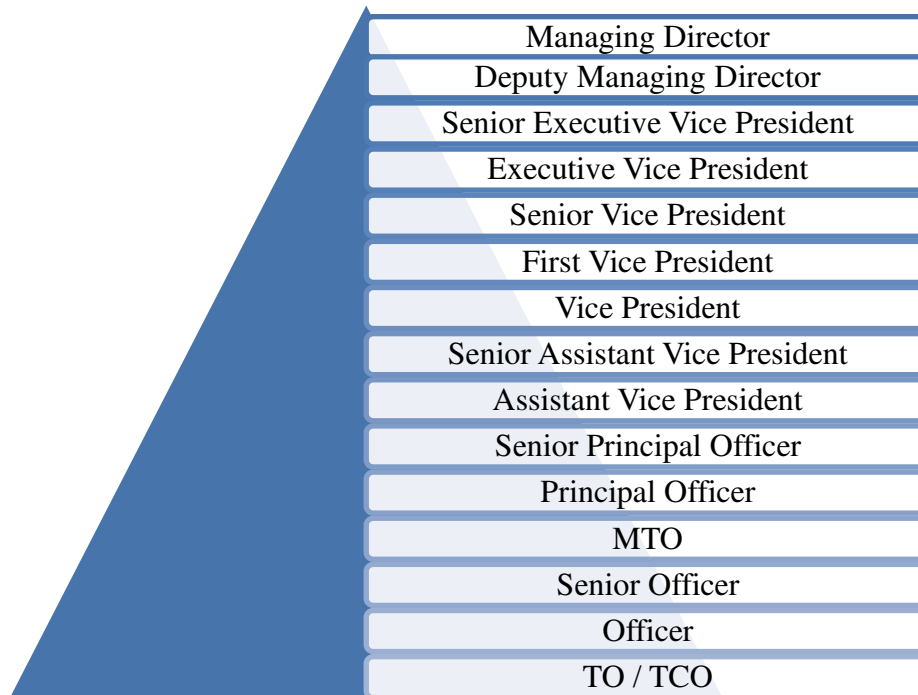 Managing Director
Deputy Managing Director
Senior Executive Vice President
Executive Vice President
Senior Vice President
First Vice President
Vice President
Senior Assistant Vice President
Assistant Vice President
Senior Principal Officer
Principal Officer
MTO
Senior Officer
Officer
TO / TCO